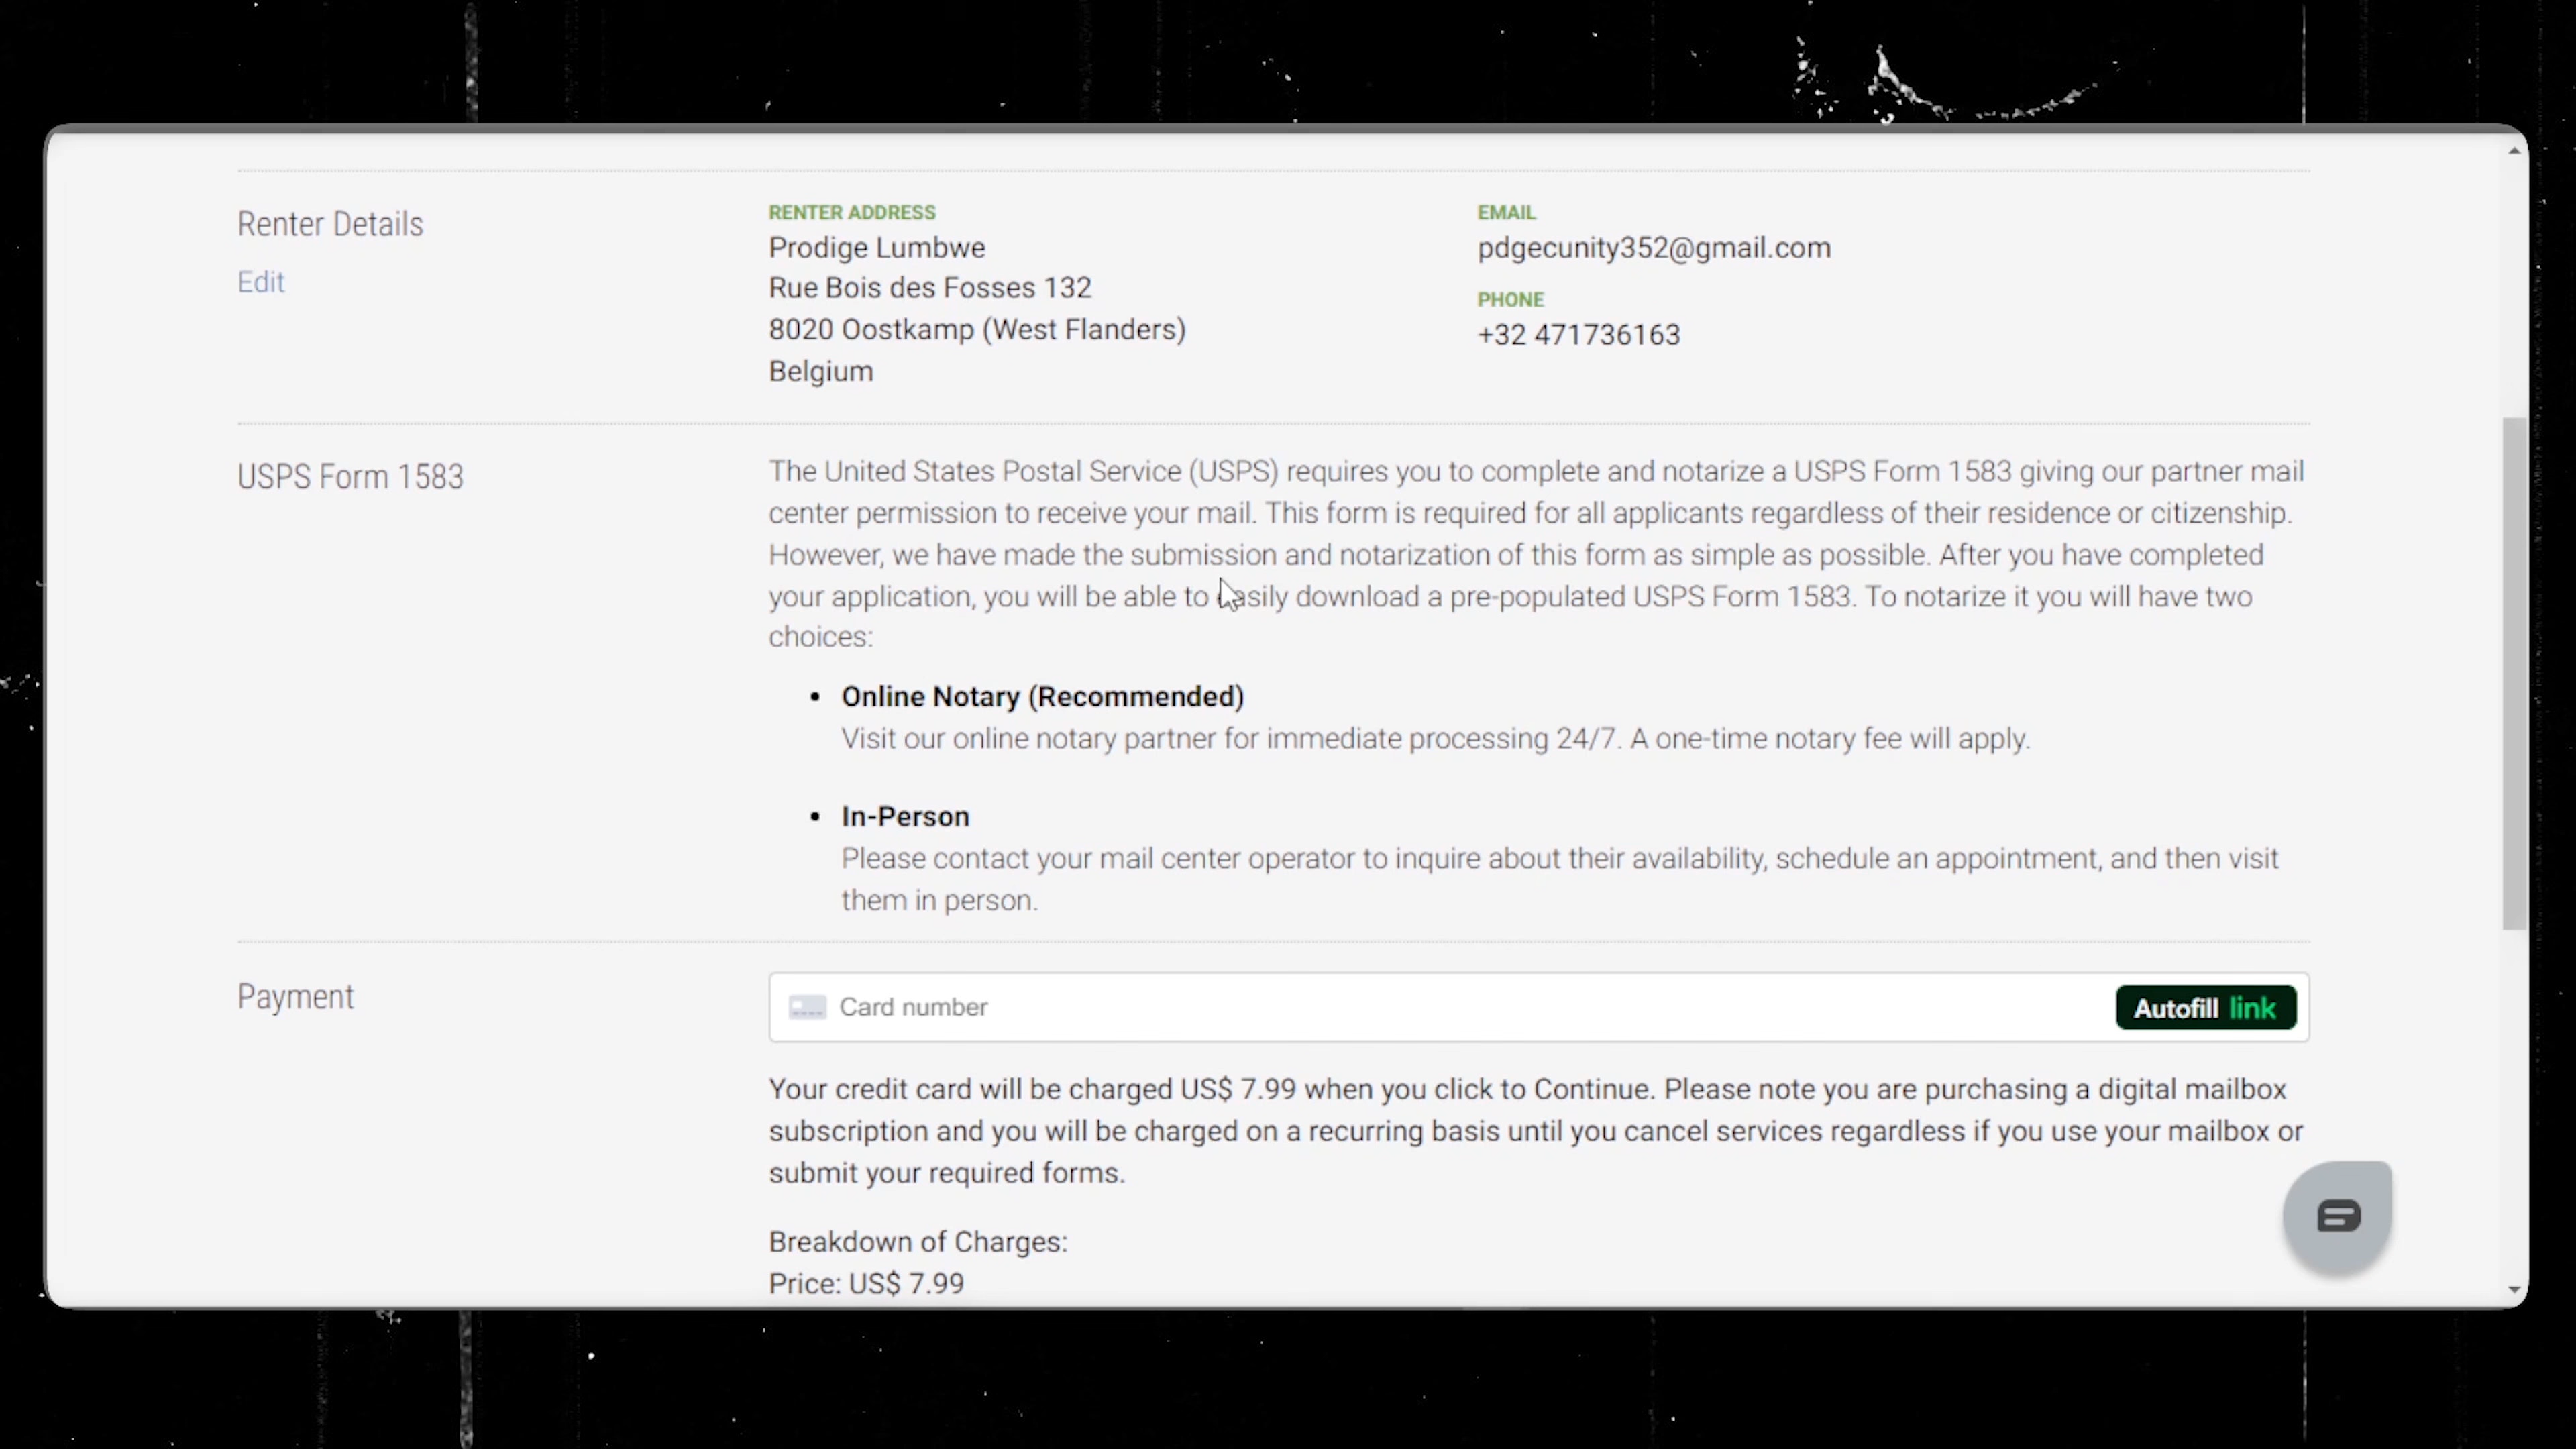 Renter Details
Edit
RENTER ADDRESS
Prodige Lumbwe
Rue Bois des Fosses 132
8020 Oostkamp (West Flanders)
Belgium
EMAIL
pdgecunity352@gmail.com
PHONE
+32 471736163
USPS Form 1583
The United States Postal Service (USPS) requires you to complete and notarize a USPS Form 1583 giving our partner mail
center permission to receive your mail. This form is required for all applicants regardless of their residence or citizenship.
However, we have made the submission and notarization of this form as simple as possible. After you have completed
your application, you will be able to easily download a pre-populated USPS Form 1583. To notarize it you will have two
choices:
• Online Notary (Recommended)
Visit our online notary partner for immediate processing 24/7. A one-time notary fee will apply.
• In-Person
Please contact your mail center operator to inquire about their availability, schedule an appointment, and then visit
them in person.
Payment
Card number
Autofill link
Your credit card will be charged US$ 7.99 when you click to Continue. Please note you are purchasing a digital mailbox
subscription and you will be charged on a recurring basis until you cancel services regardless if you use your mailbox or
submit your required forms.
Breakdown of Charges:
Price: US$ 7.99